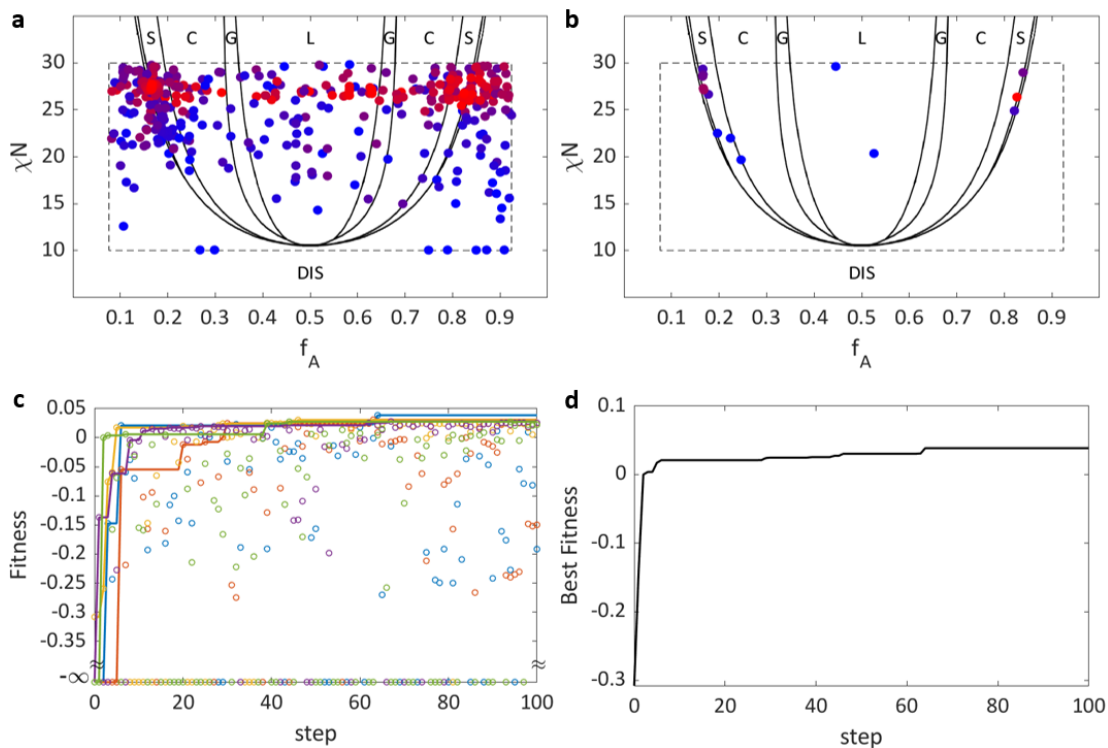 a
S C G L G C S
35
30
25
20
15
10
χN
DIS
0.1 0.2 0.3 0.4 0.5 0.6 0.7 0.8 0.9
f_A
b
S C G L G C S
35
30
25
20
15
10
χN
DIS
0.1 0.2 0.3 0.4 0.5 0.6 0.7 0.8 0.9
f_A
c
0.05
0
-0.05
-0.1
-0.15
-0.2
-0.25
-0.3
-0.35
-∞
Fitness
0 20 40 60 80 100
step
d
0.1
0
-0.1
-0.2
-0.3
Best Fitness
0 20 40 60 80 100
step